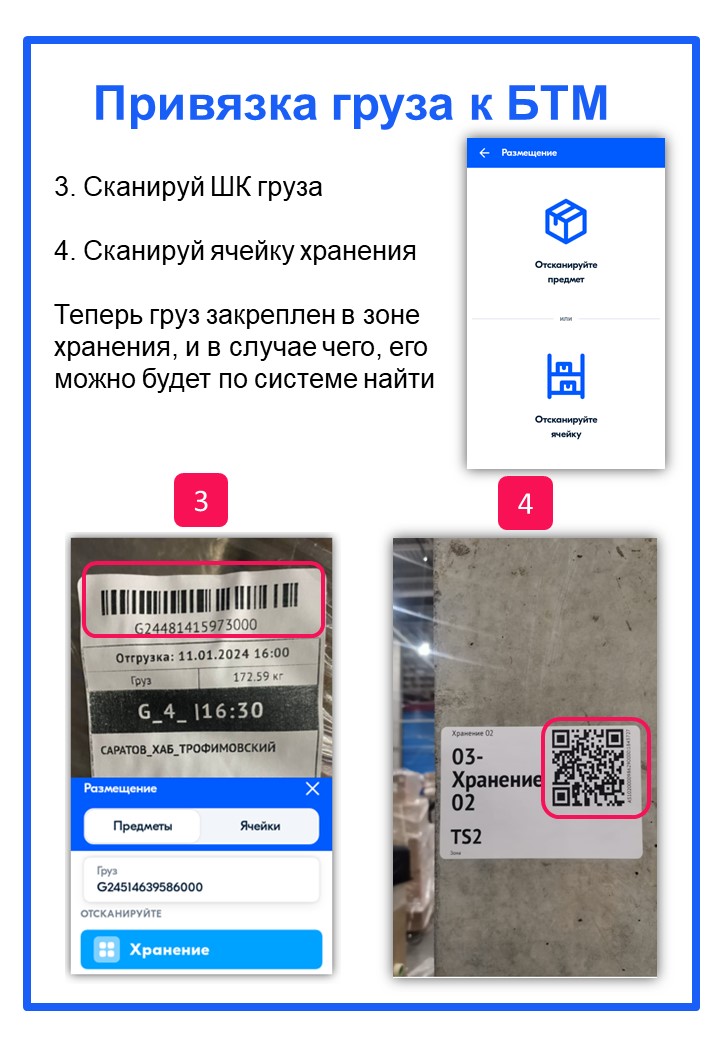 Привязка груза к БТМ
3. Сканируй ШК груза
4. Сканируй ячейку хранения
Теперь груз закреплен в зоне
хранения, и в случае чего, его
можно будет по системе найти
← Размещение
Отсканируйте
предмет
или
Отсканируйте
ячейку
3
G24481415973000
Отгрузка: 11.01.2024 16:00
Груз
172.59 кг
G_4_ |16:30
САРАТОВ_ХАБ_ТРОФИМОВСКИЙ
Размещение
Предметы
Ячейки
Груз
G24514639586000
ОТСКАНИРУЙТЕ
Хранение
4
Хранение 02
03-
Хранение
02
TS2
Зона